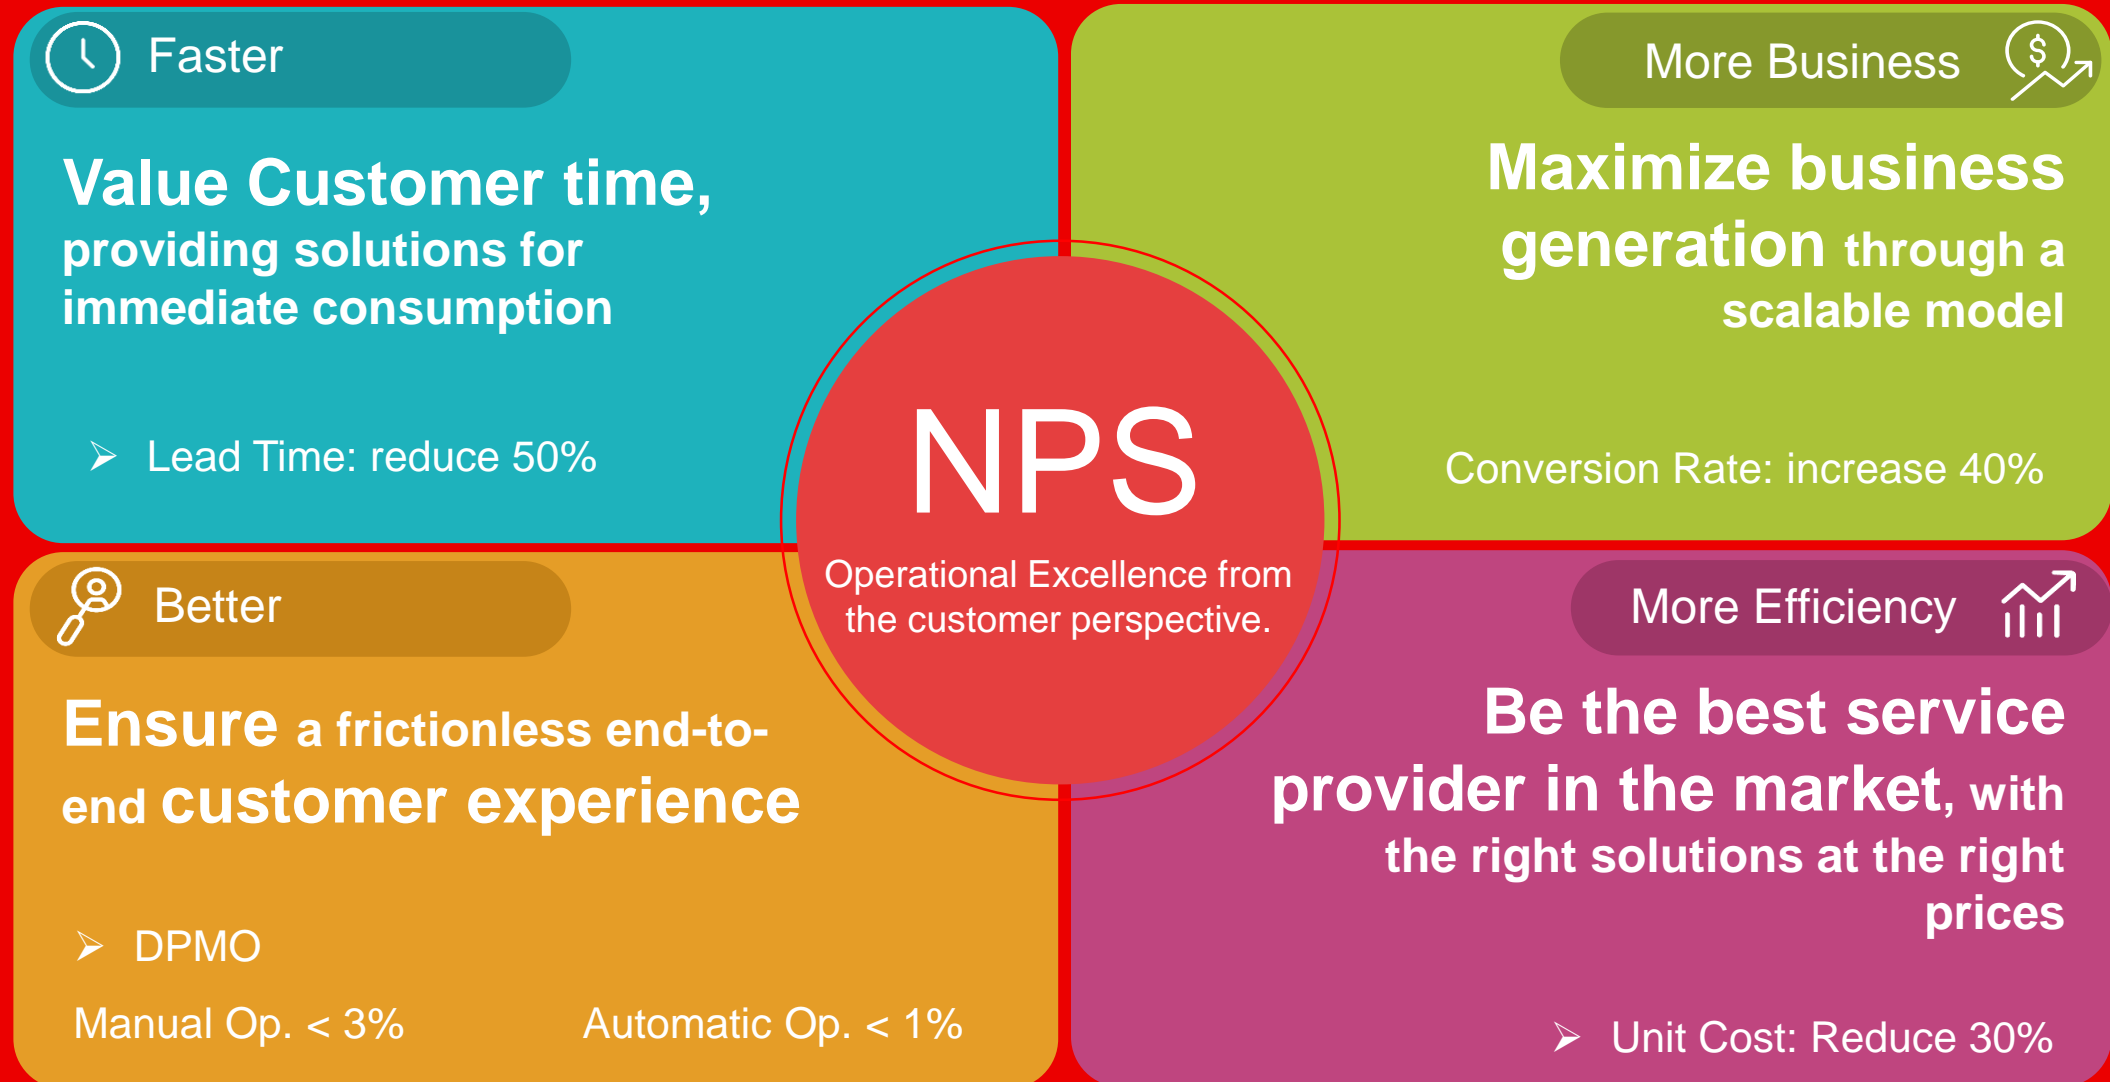 Faster
Value Customer time,
providing solutions for
immediate consumption
➢ Lead Time: reduce 50%
More Business
Maximize business
generation through a
scalable model
Conversion Rate: increase 40%
NPS
Operational Excellence from
the customer perspective.
Better
Ensure a frictionless end-to-
end customer experience
➢ DPMO
Manual Op. < 3%
Automatic Op. < 1%
More Efficiency
Be the best service
provider in the market, with
the right solutions at the right
prices
➢ Unit Cost: Reduce 30%